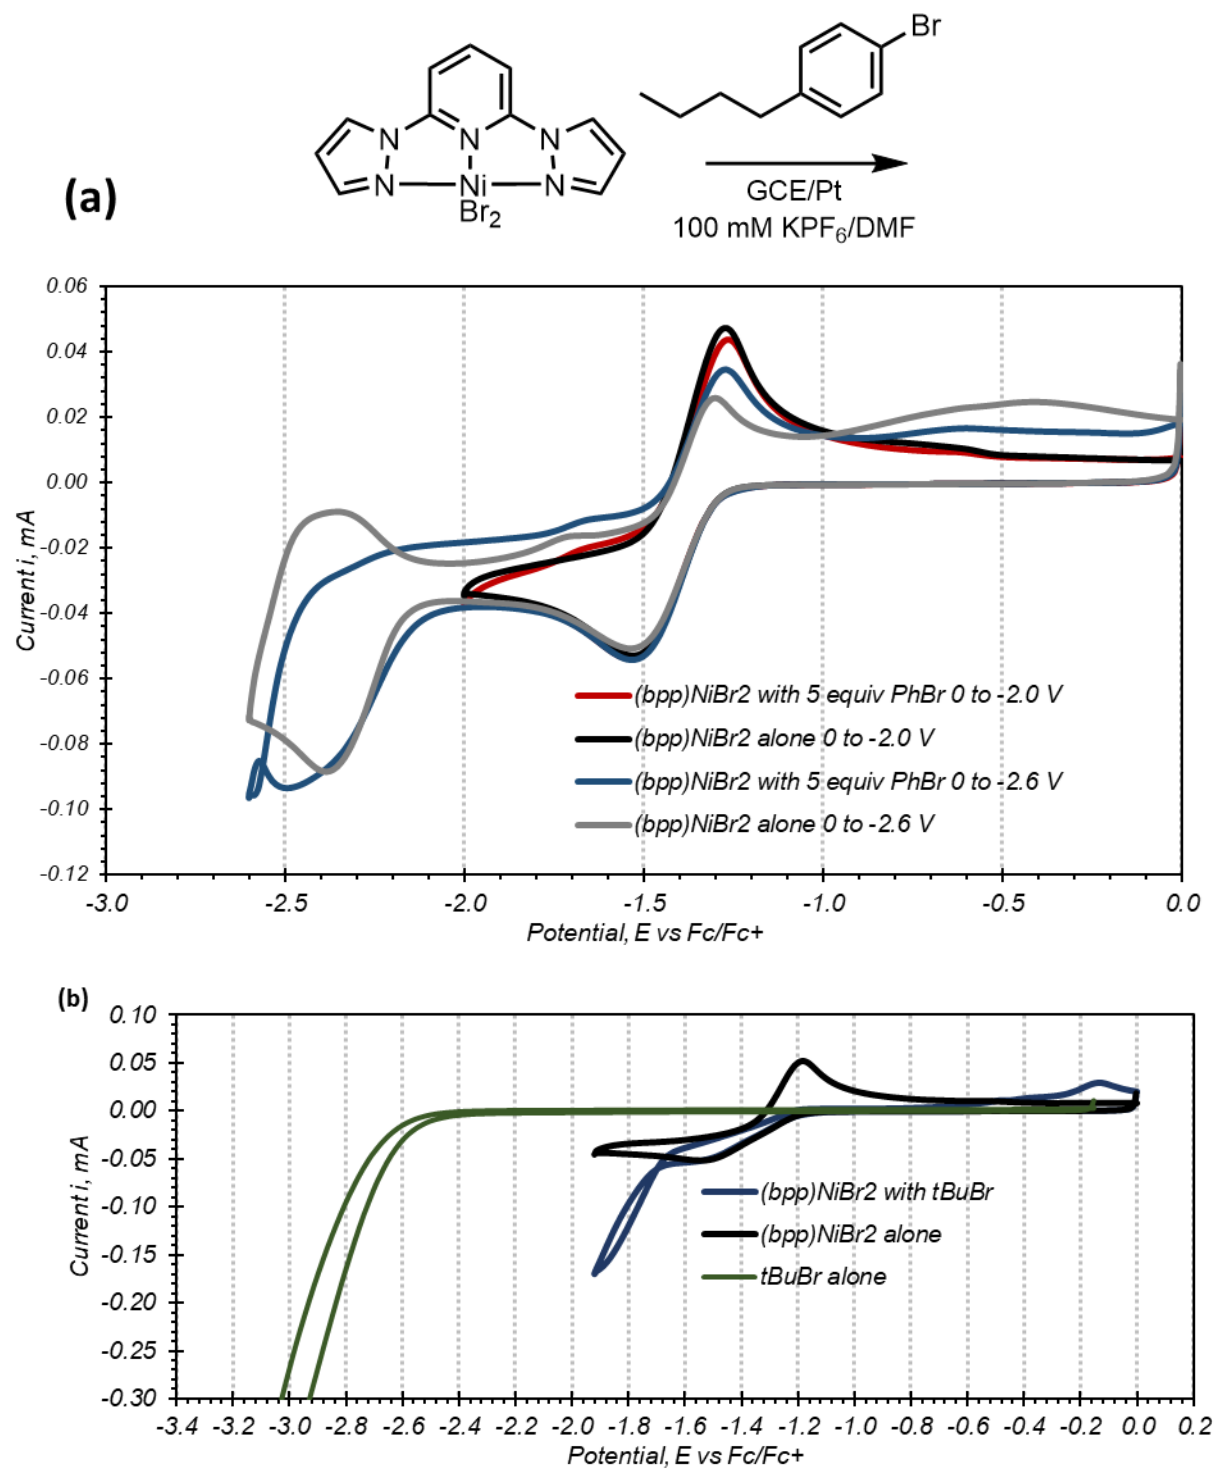 Br
N
N
N
N
Ni
N
Br2
(a)
GCE/Pt
100 mM KPF6/DMF
0.06
0.04
0.02
0.00
-0.02
-0.04
-0.06
-0.08
-0.10
-0.12
Current i, mA
(bpp)NiBr2 with 5 equiv PhBr 0 to -2.0 V
(bpp)NiBr2 alone 0 to -2.0 V
(bpp)NiBr2 with 5 equiv PhBr 0 to -2.6 V
(bpp)NiBr2 alone 0 to -2.6 V
-3.0 -2.5 -2.0 -1.5 -1.0 -0.5 0.0
Potential, E vs Fc/Fc+
(b)
0.10
0.05
0.00
-0.05
-0.10
-0.15
-0.20
-0.25
-0.30
Current i, mA
(bpp)NiBr2 with tBuBr
(bpp)NiBr2 alone
tBuBr alone
-3.4 -3.2 -3.0 -2.8 -2.6 -2.4 -2.2 -2.0 -1.8 -1.6 -1.4 -1.2 -1.0 -0.8 -0.6 -0.4 -0.2 0.0 0.2
Potential, E vs Fc/Fc+